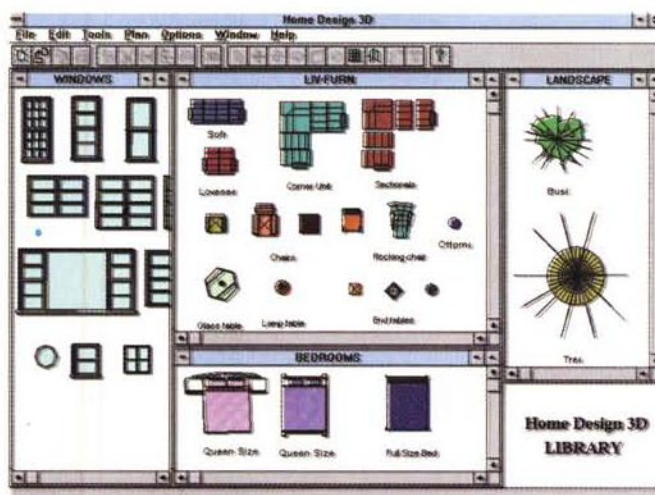 Home Design 3D
File Edit Tools Plan Options Window Help
?
WINDOWS
LIV-FURN
LANDSCAPE
Sofa
Loveseat
Corner Unit
Sectionals
Chairs
Rocking chair
Ottoms
Glass table
Lamp table
End tables
Bush
Tree
BEDROOMS
Queen Size
Queen Size
Full Size Bed
Home Design 3D
LIBRARY